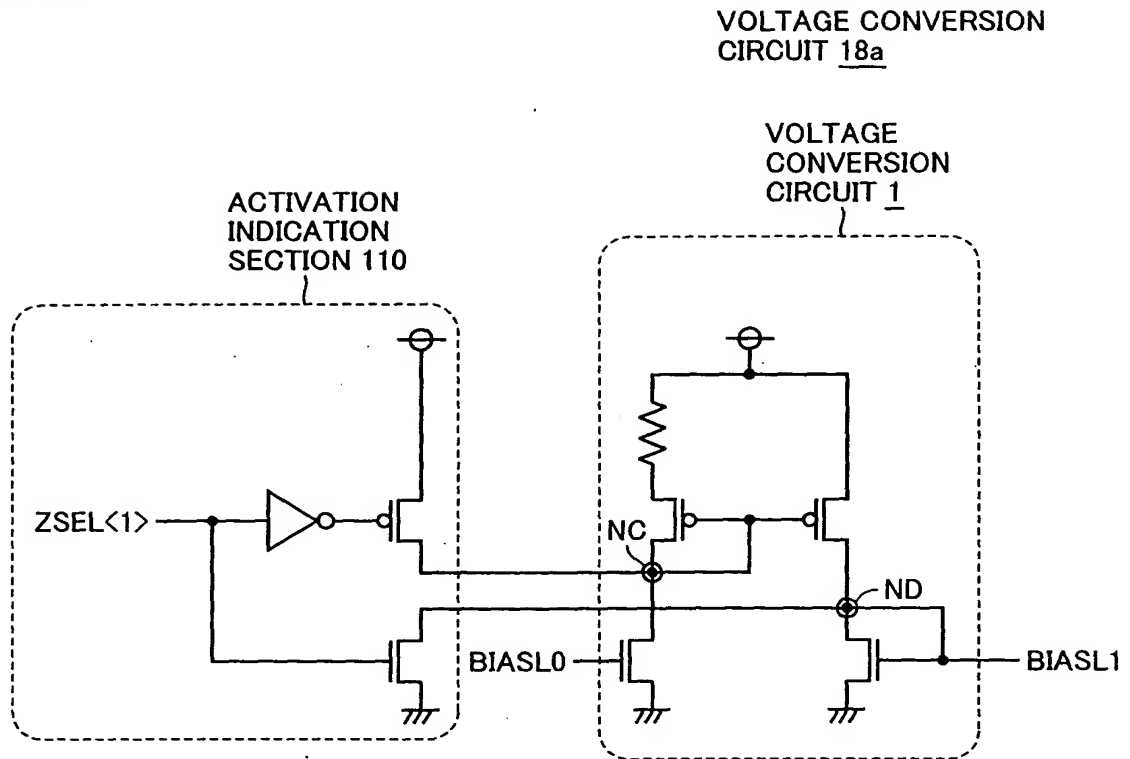 VOLTAGE CONVERSION
CIRCUIT 18a
VOLTAGE
CONVERSION
CIRCUIT 1
ACTIVATION
INDICATION
SECTION 110
ZSEL<1>
NC
ND
BIASL0
BIASL1